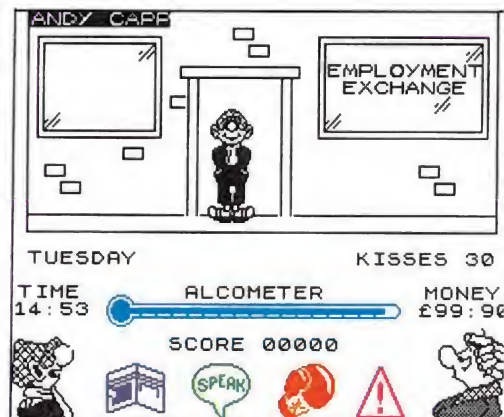 ANDY CAPP
EMPLOYMENT
EXCHANGE
TUESDAY KISSES 30
TIME ALCOMETER MONEY
14:53 £99:90
SCORE 00000
SPEAK